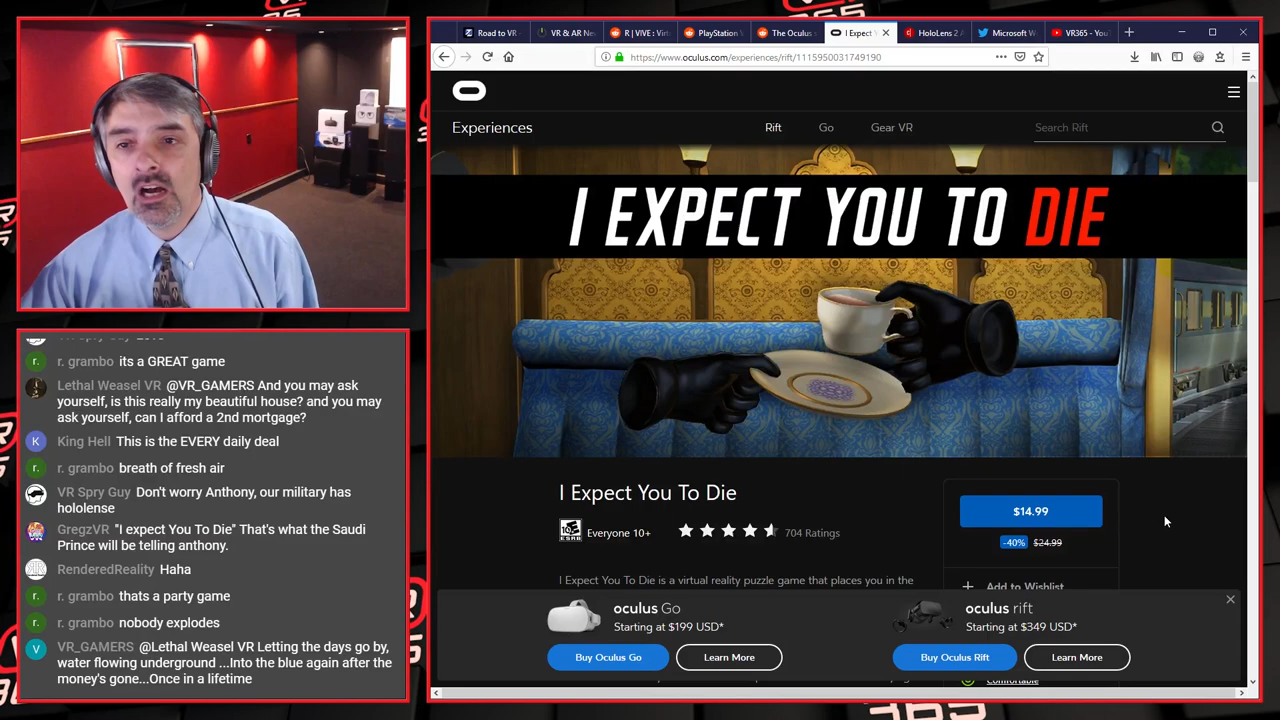 Road to VR -
VR & AR Ne
R | VIVE : Virt
PlayStation V
The Oculus s
I Expect Y
HoloLens 2 A
Microsoft W
VR365 - YouT
https://www.oculus.com/experiences/rift/1115950031749190
Experiences
Rift
Go
Gear VR
Search Rift
I EXPECT YOU TO DIE
I Expect You To Die
Everyone 10+
704 Ratings
$14.99
-40% $24.99
Add to Wishlist
I Expect You To Die is a virtual reality puzzle game that places you in the
oculus Go
Starting at $199 USD*
Buy Oculus Go
Learn More
oculus rift
Starting at $349 USD*
Buy Oculus Rift
Learn More
Comfortable
r. grambo its a GREAT game
Lethal Weasel VR @VR_GAMERS And you may ask
yourself, is this really my beautiful house? and you may
ask yourself, can I afford a 2nd mortgage?
King Hell This is the EVERY daily deal
r. grambo breath of fresh air
VR Spry Guy Don't worry Anthony, our military has
hololense
GregzVR "I expect You To Die" That's what the Saudi
Prince will be telling anthony.
RenderedReality Haha
r. grambo thats a party game
r. grambo nobody explodes
VR_GAMERS @Lethal Weasel VR Letting the days go by,
water flowing underground ...Into the blue again after the
money's gone...Once in a lifetime